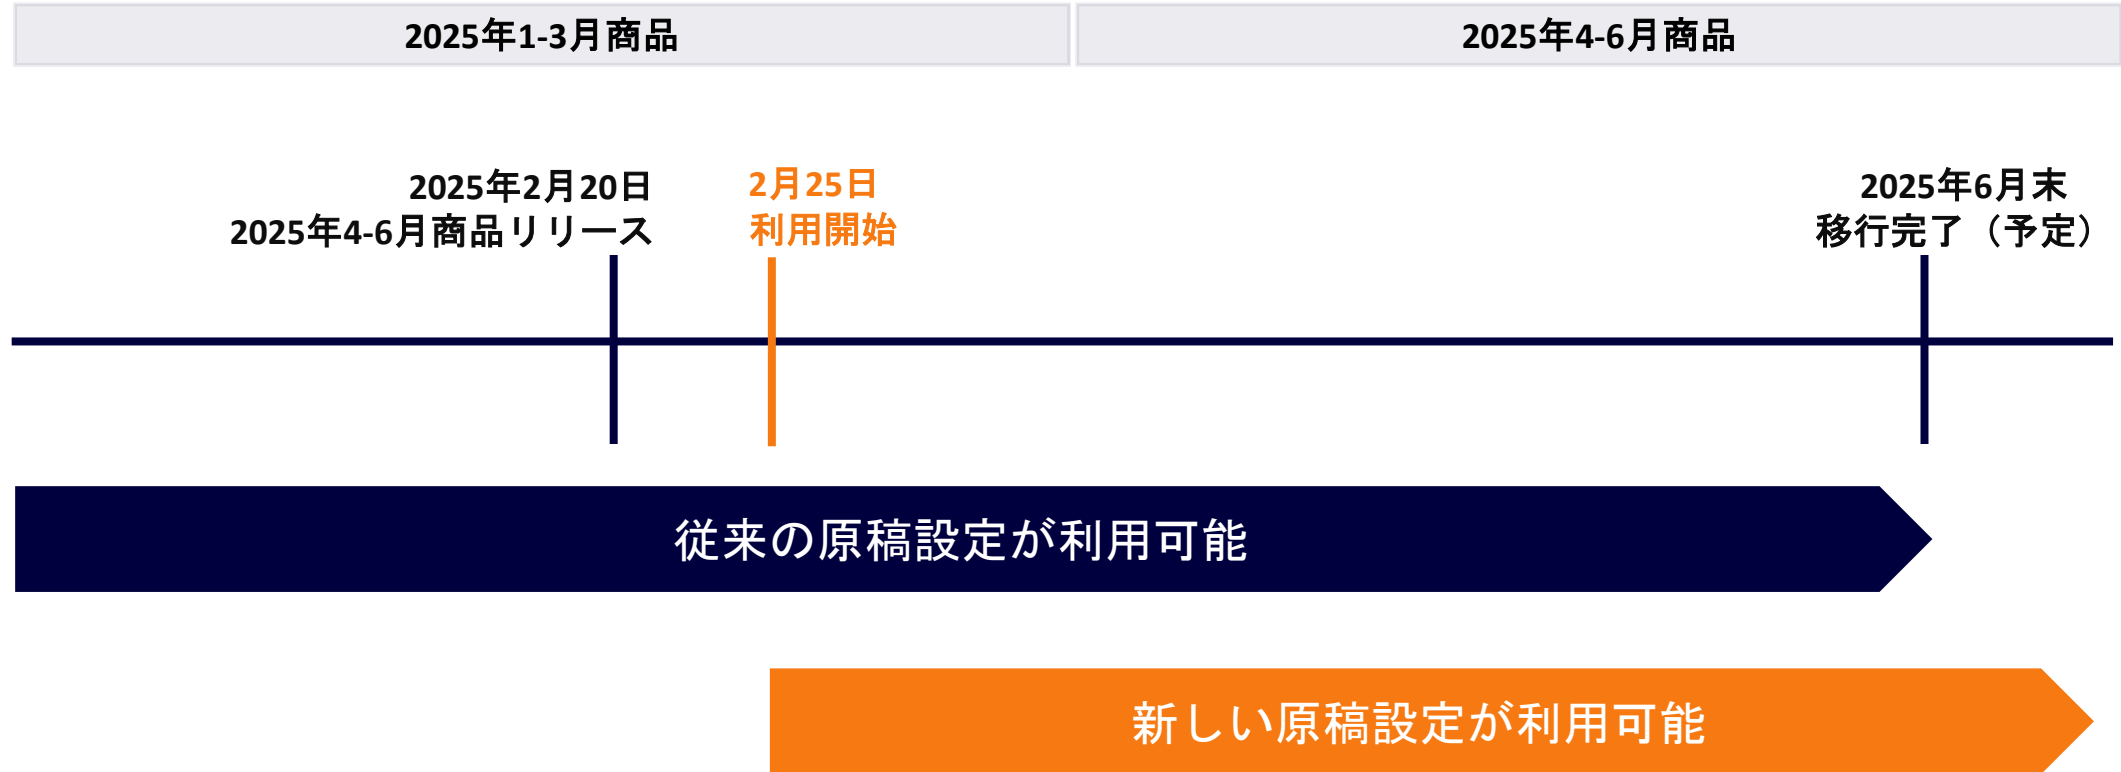 2025年1-3月商品
2025年4-6月商品
2025年2月20日
2025年4-6月商品リリース
2月25日
利用開始
2025年6月末
移行完了（予定）
従来の原稿設定が利用可能
新しい原稿設定が利用可能